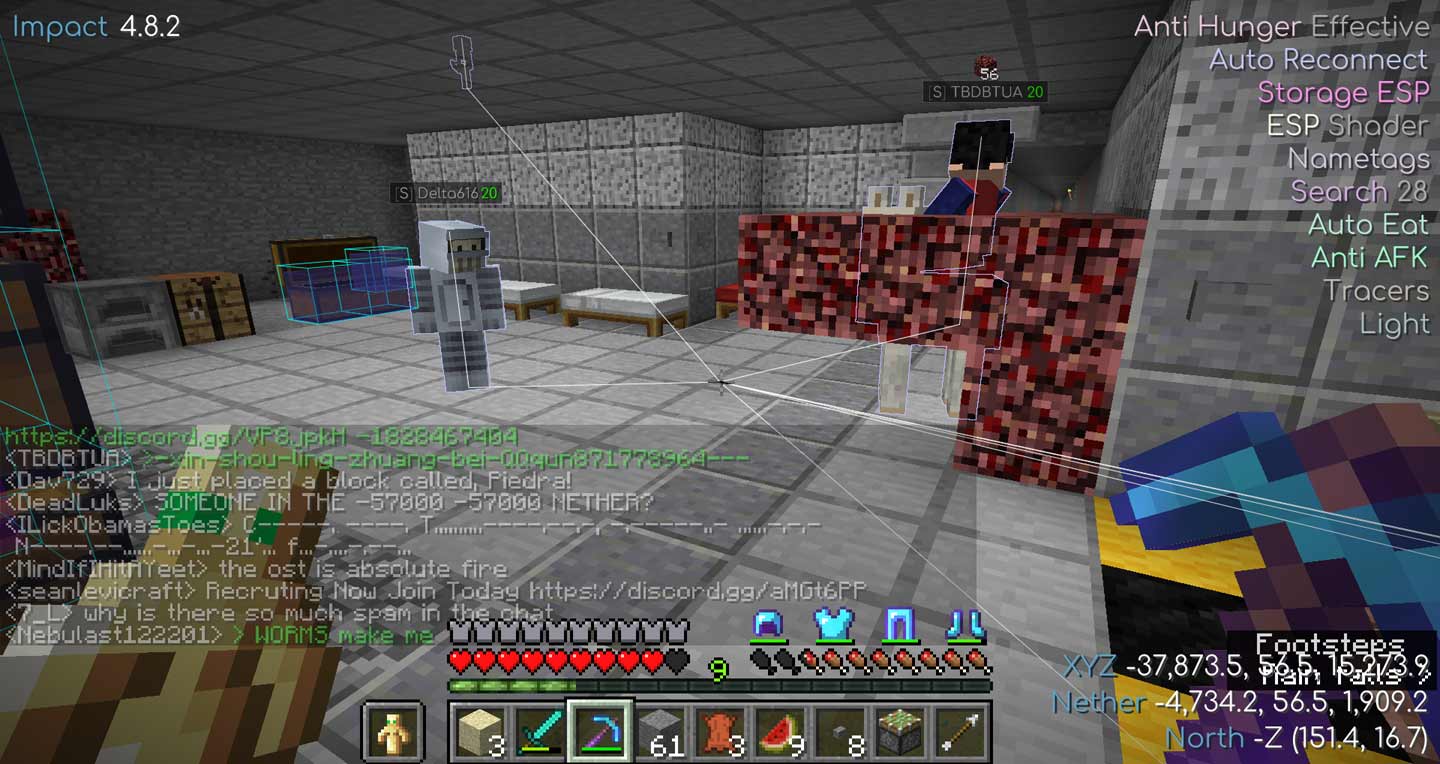 Impact 4.8.2
Anti Hunger Effective
Auto Reconnect
Storage ESP
ESP Shader
Nametags
Search 28
Auto Eat
Anti AFK
Tracers
Light
56
[S] TBDBTUA 20
[S] Delta616 20
https://discord.gg/VP8jpkH -1828467404
<TBDBTUA> >-xin-shou-ling-zhuang-bei-QQqun871778964---
<Dav729> I Just placed a block called, Piedra!
<DeadLuks> SOMEONE IN THE -57000 -57000 NETHER?
<ILickObamasToes>
<MindIfIHitAYeet> the ost is absolute fire
<seanlevicraft> Recruting Now Join Today https://discord.gg/aMGt6PP
<7_L> why is there so much spam in the chat
<Nebulast122201> > WORMS make me
9
3
61
3
9
8
Footsteps
XYZ -37,873.5, 56.5, 15,273.9
Nether -4,734.2, 56.5, 1,909.2
North -Z (151.4, 16.7)